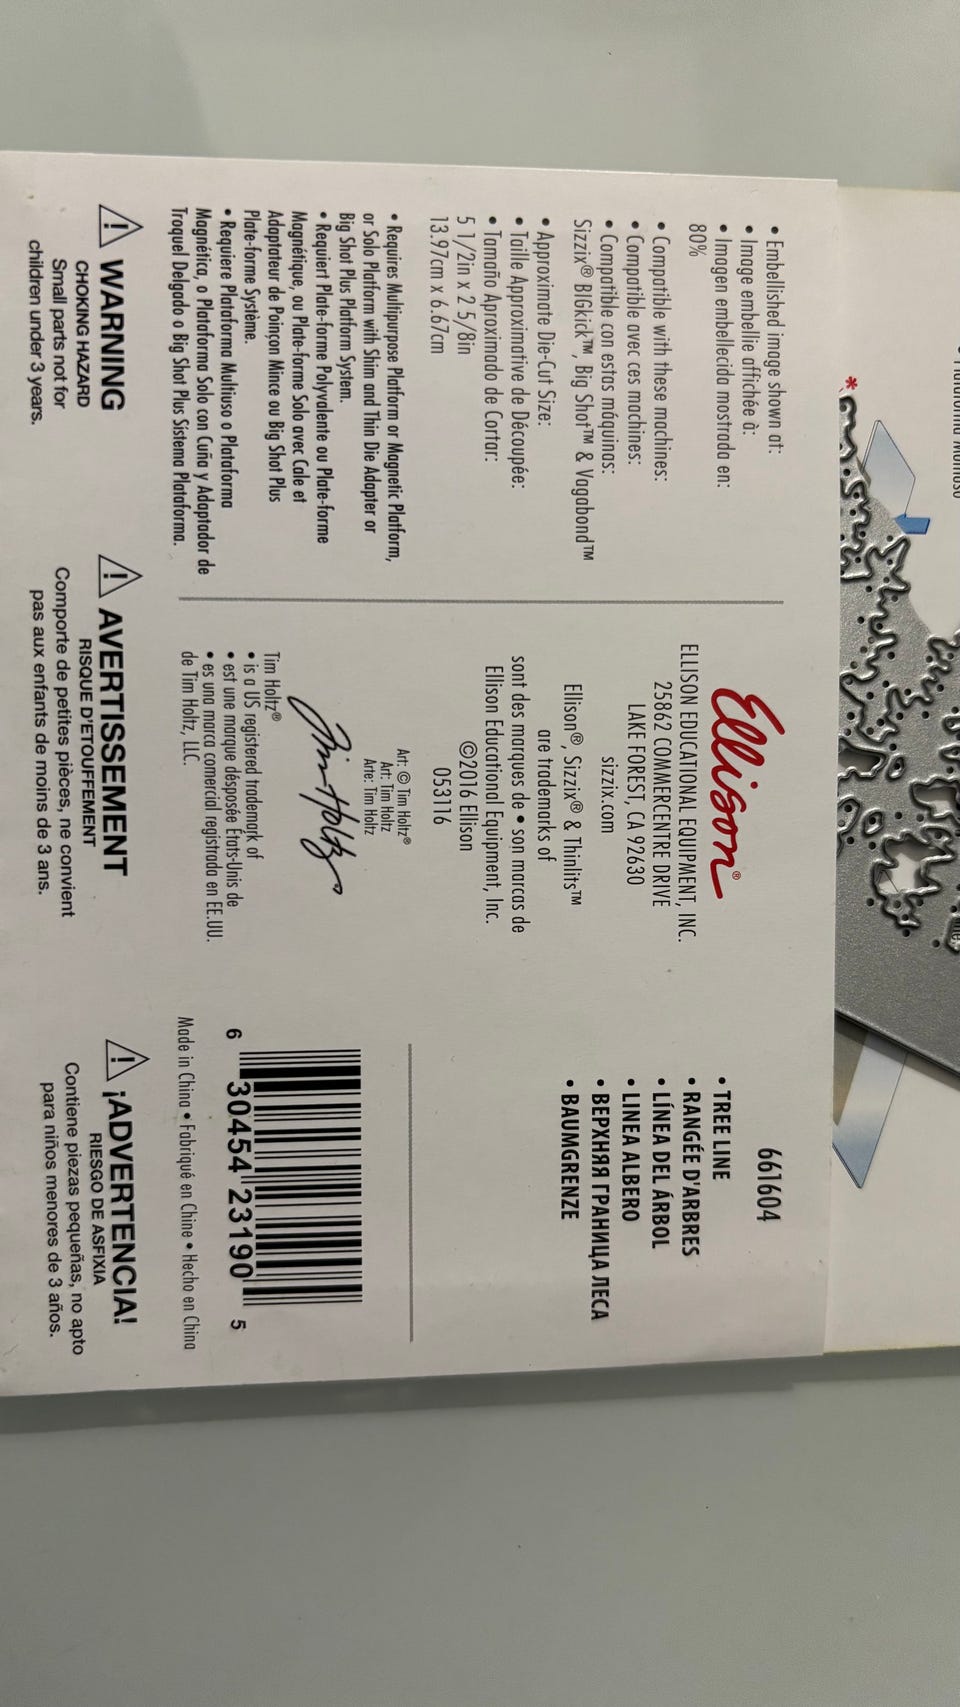 • Embellished image shown at:
• Image embellie affichée à:
• Imagen embellecida mostrada en:
80%
• Compatible with these machines:
• Compatible avec ces machines:
• Compatible con estas máquinas:
Sizzix® BIGkick™, Big Shot™ & Vagabond™
• Approximate Die-Cut Size:
• Taille Approximative de Découpée:
• Tamaño Aproximado de Cortar:
5 1/2in x 2 5/8in
13.97cm x 6.67cm
• Requires Multipurpose Platform or Magnetic Platform,
or Solo Platform with Shim and Thin Die Adapter or
Big Shot Plus Platform System.
• Requiert Plate-forme Polyvalente ou Plate-forme
Magnétique, ou Plate-forme Solo avec Cale et
Adaptateur de Poinçon Mince ou Big Shot Plus
Plate-forme Système.
• Requiere Plataforma Multiuso o Plataforma
Magnética, o Plataforma Solo con Cuña y Adaptador de
Troquel Delgado o Big Shot Plus Sistema Plataforma.
Ellison®
ELLISON EDUCATIONAL EQUIPMENT, INC.
25862 COMMERCENTRE DRIVE
LAKE FOREST, CA 92630
sizzix.com
Ellison®, Sizzix® & Thinlits™
are trademarks of
sont des marques de • son marcas de
Ellison Educational Equipment, Inc.
©2016 Ellison
053116
Art: © Tim Holtz®
Art: Tim Holtz
Arte: Tim Holtz
Tim Holtz
Tim Holtz®
• is a US registered trademark of
• est une marque désposée États-Unis de
• es una marca comercial registrada en EE.UU.
de Tim Holtz, LLC.
661604
• TREE LINE
• RANGÉE D'ARBRES
• LÍNEA DEL ÁRBOL
• LINEA ALBERO
• ВЕРХНЯЯ ГРАНИЦА ЛЕСА
• BAUMGRENZE
6 30454 23190 5
Made in China • Fabriqué en Chine • Hecho en China
WARNING
CHOKING HAZARD
Small parts not for
children under 3 years.
AVERTISSEMENT
RISQUE D'ETOUFFEMENT
Comporte de petites pièces, ne convient
pas aux enfants de moins de 3 ans.
¡ADVERTENCIA!
RIESGO DE ASFIXIA
Contiene piezas pequeñas, no apto
para niños menores de 3 años.